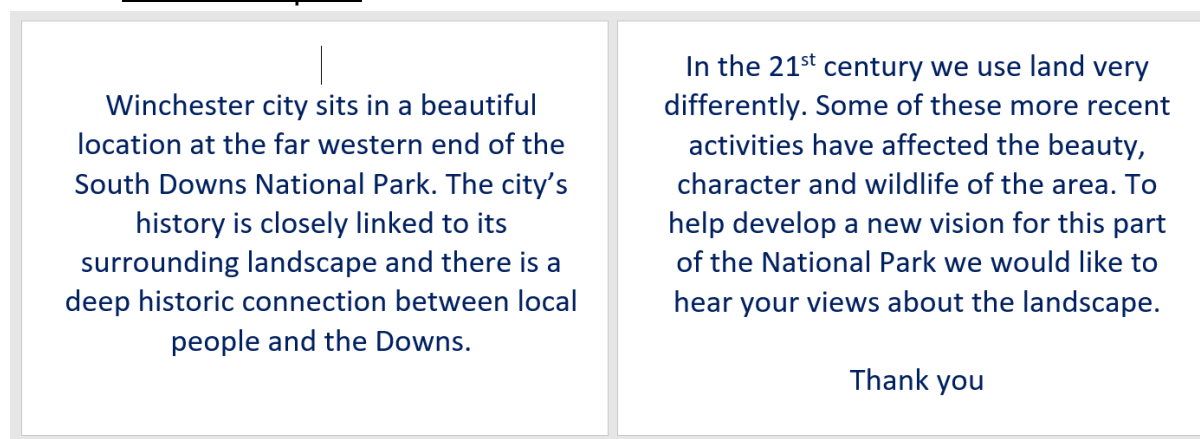 Winchester city sits in a beautiful
location at the far western end of the
South Downs National Park. The city’s
history is closely linked to its
surrounding landscape and there is a
deep historic connection between local
people and the Downs.
In the 21st century we use land very
differently. Some of these more recent
activities have affected the beauty,
character and wildlife of the area. To
help develop a new vision for this part
of the National Park we would like to
hear your views about the landscape.
Thank you